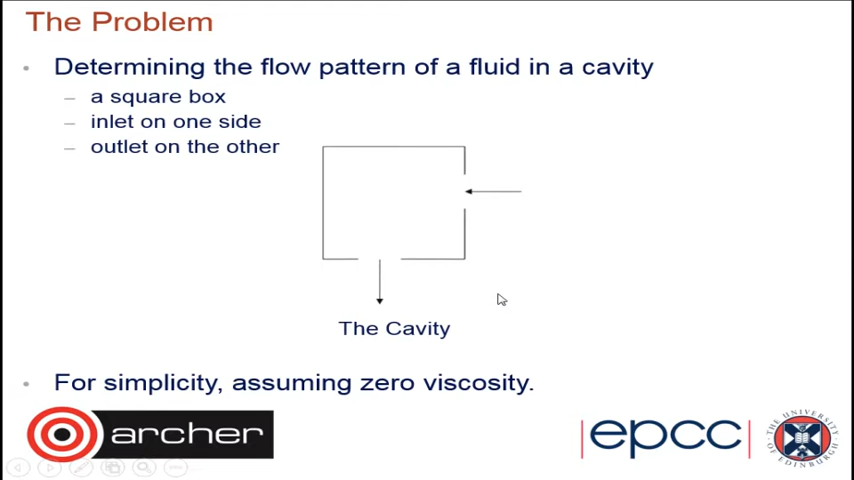 The Problem
Determining the flow pattern of a fluid in a cavity
a square box
inlet on one side
outlet on the other
The Cavity
For simplicity, assuming zero viscosity.
archer
epcc
THE UNIVERSITY OF EDINBURGH